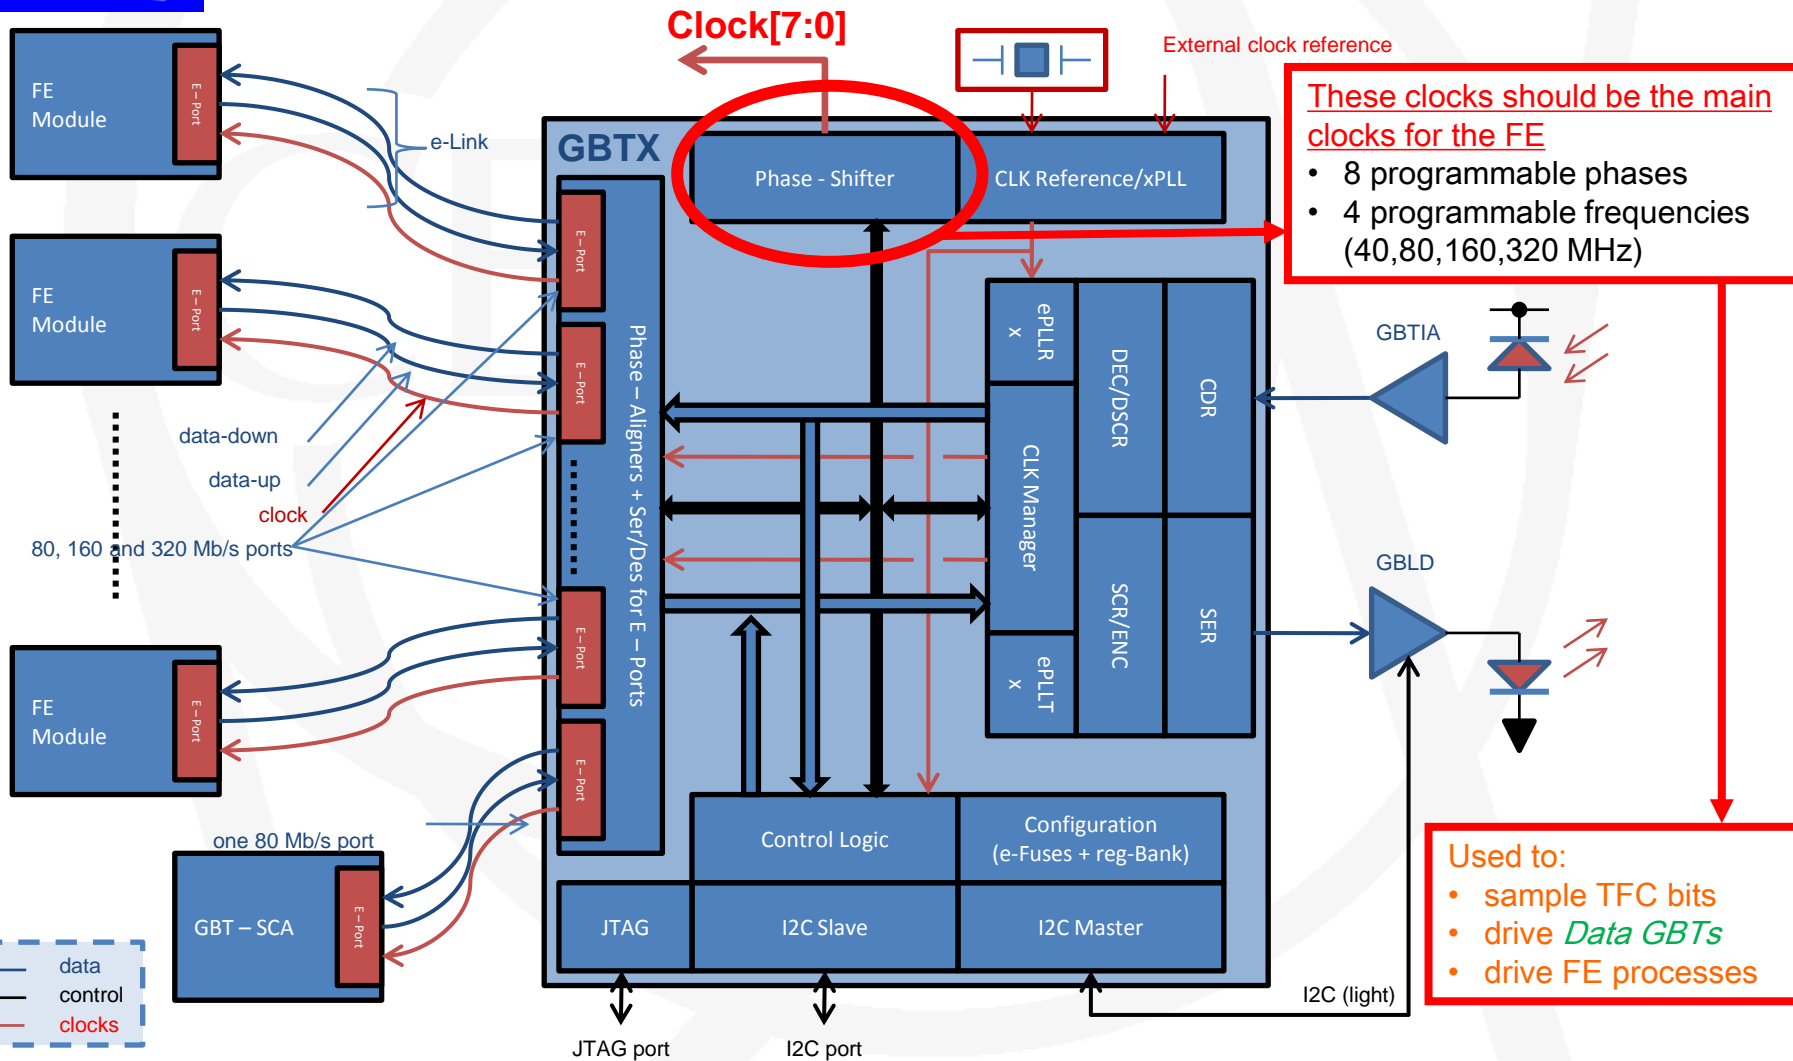 Clock[7:0]
External clock reference
These clocks should be the main
clocks for the FE
• 8 programmable phases
• 4 programmable frequencies
(40,80,160,320 MHz)
FE
Module
E – Port
e-Link
GBTX
Phase - Shifter
CLK Reference/xPLL
E – Port
FE
Module
E – Port
E – Port
Phase – Aligners + Ser/Des for E – Ports
ePLLR
x
CLK Manager
ePLLT
x
DEC/DSCR
CDR
SCR/ENC
SER
GBTIA
GBLD
data-down
data-up
clock
80, 160 and 320 Mb/s ports
FE
Module
E – Port
E – Port
E – Port
one 80 Mb/s port
GBT – SCA
E – Port
Control Logic
Configuration
(e-Fuses + reg-Bank)
JTAG
I2C Slave
I2C Master
Used to:
• sample TFC bits
• drive Data GBTs
• drive FE processes
data
control
clocks
I2C (light)
JTAG port
I2C port